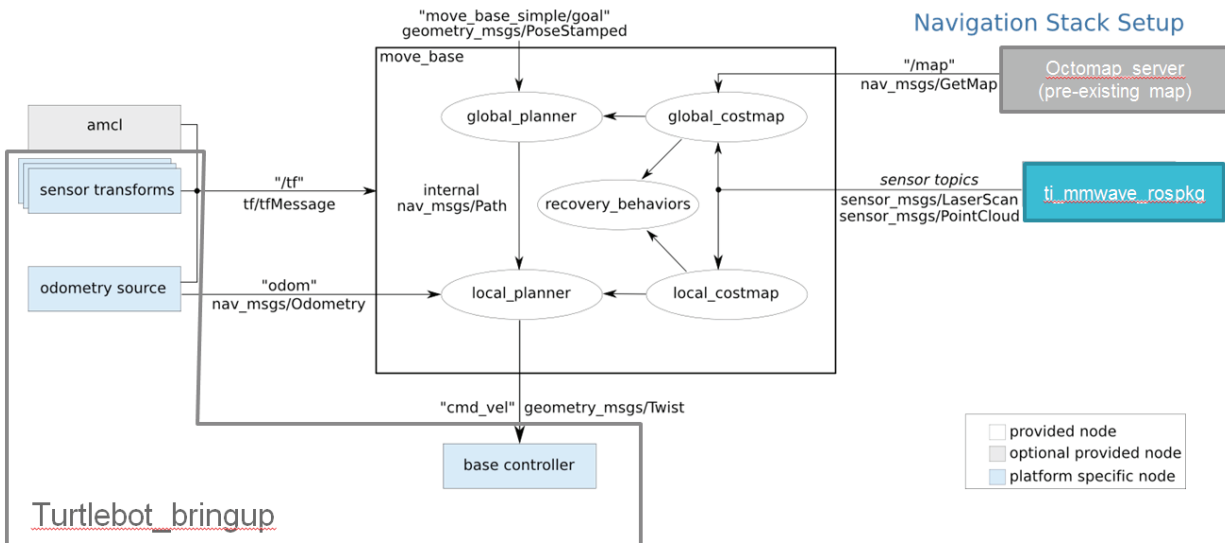 Navigation Stack Setup
"move_base_simple/goal"
geometry_msgs/PoseStamped
move_base
"/map"
nav_msgs/GetMap
Octomap_server
(pre-existing map)
amcl
global_planner
global_costmap
sensor transforms
"/tf"
tf/tfMessage
internal
nav_msgs/Path
recovery_behaviors
sensor topics
sensor_msgs/LaserScan
sensor_msgs/PointCloud
ti_mmwave_rospkg
odometry source
"odom"
nav_msgs/Odometry
local_planner
local_costmap
"cmd_vel" geometry_msgs/Twist
base controller
provided node
optional provided node
platform specific node
Turtlebot_bringup